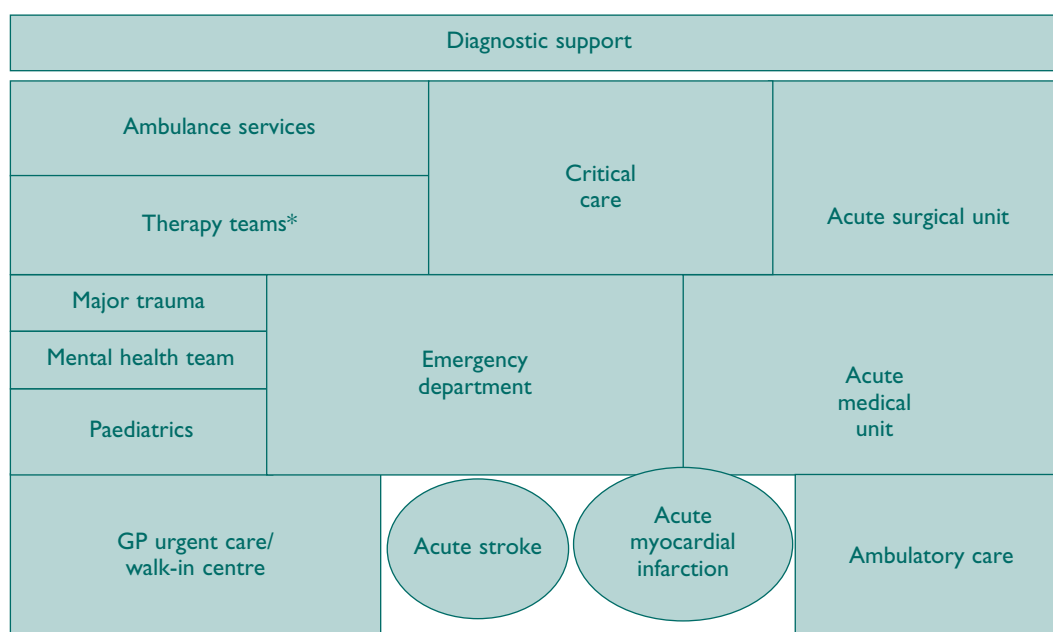 Diagnostic support
Ambulance services
Critical
care
Therapy teams*
Acute surgical unit
Major trauma
Mental health team
Emergency
department
Acute
medical
unit
Paediatrics
GP urgent care/
walk-in centre
Acute stroke
Acute
myocardial
infarction
Ambulatory care